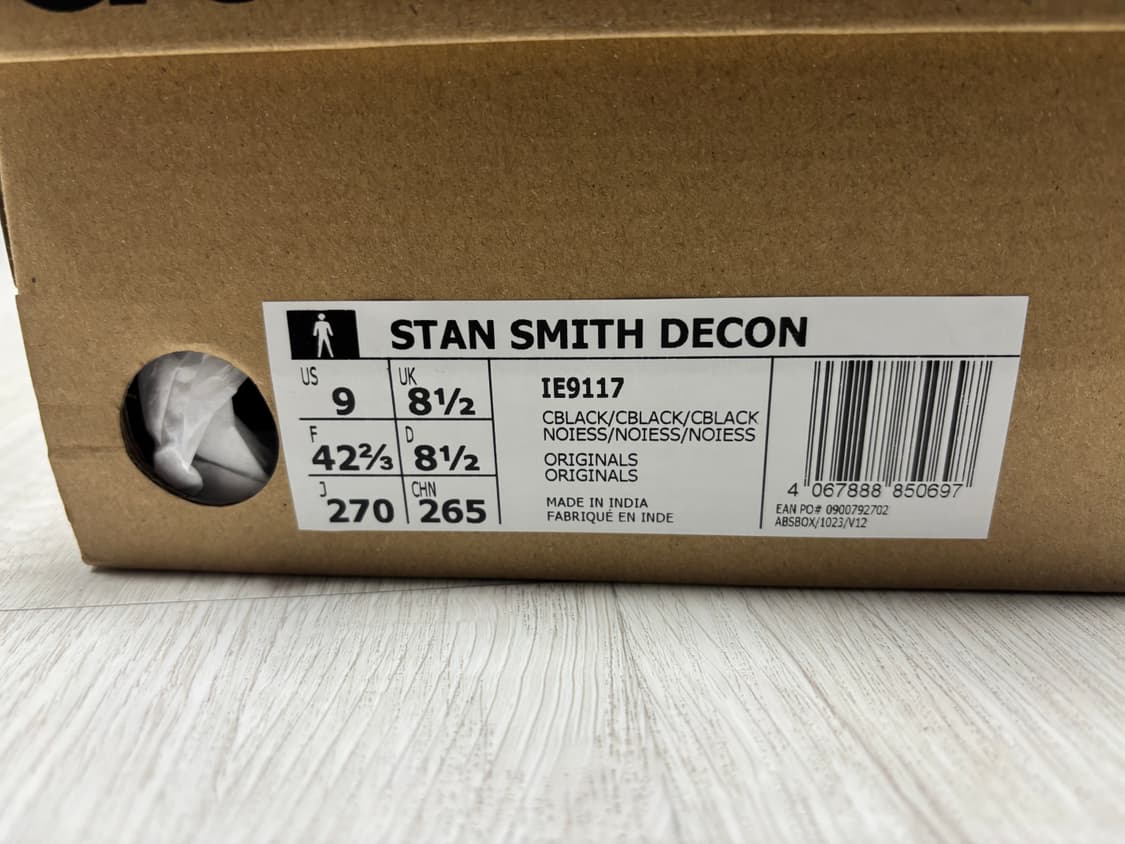 STAN SMITH DECON
US 9 UK 8½
F 42⅔ D 8½
J 270 CHN 265
IE9117
CBLACK/CBLACK/CBLACK
NOIESS/NOIESS/NOIESS
ORIGINALS
ORIGINALS
MADE IN INDIA
FABRIQUÉ EN INDE
4 067888 850697
EAN PO# 0900792702
ABSBOX/1023/V12